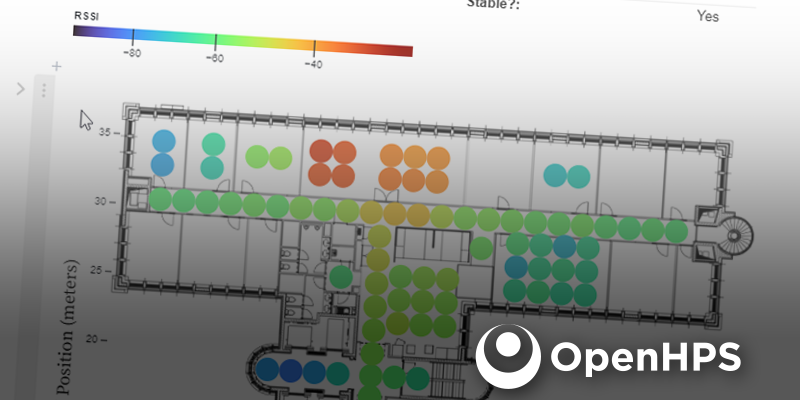 Stable?:
Yes
RSSI
−80
−60
−40
35
30
25
20
Position (meters)
OpenHPS